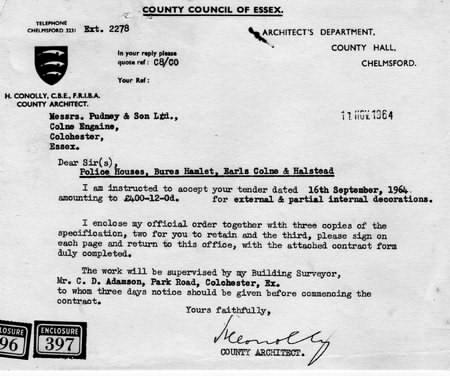 COUNTY COUNCIL OF ESSEX.
TELEPHONE
CHELMSFORD 3231 Ext. 2278
ARCHITECT'S DEPARTMENT,
COUNTY HALL,
CHELMSFORD.
In your reply please
quote ref: C8/CO
Your Ref:
H. CONOLLY, C.B.E., F.R.I.B.A.
COUNTY ARCHITECT.
11 NOV 1964
Messrs. Pudney & Son Ltd.,
Colne Engaine,
Colchester,
Essex.
Dear Sir(s),
Police Houses, Bures Hamlet, Earls Colne & Halstead
I am instructed to accept your tender dated 16th September, 1964
amounting to £400-12-0d. for external & partial internal decorations.
I enclose my official order together with three copies of the
specification, two for you to retain and the third, please sign on
each page and return to this office, with the attached contract form
duly completed.
The work will be supervised by my Building Surveyor,
Mr. C. D. Adamson, Park Road, Colchester, Ex.
to whom three days notice should be given before commencing the
contract.
Yours faithfully,
HConolly
COUNTY ARCHITECT.
LOSURE
96
ENCLOSURE
397